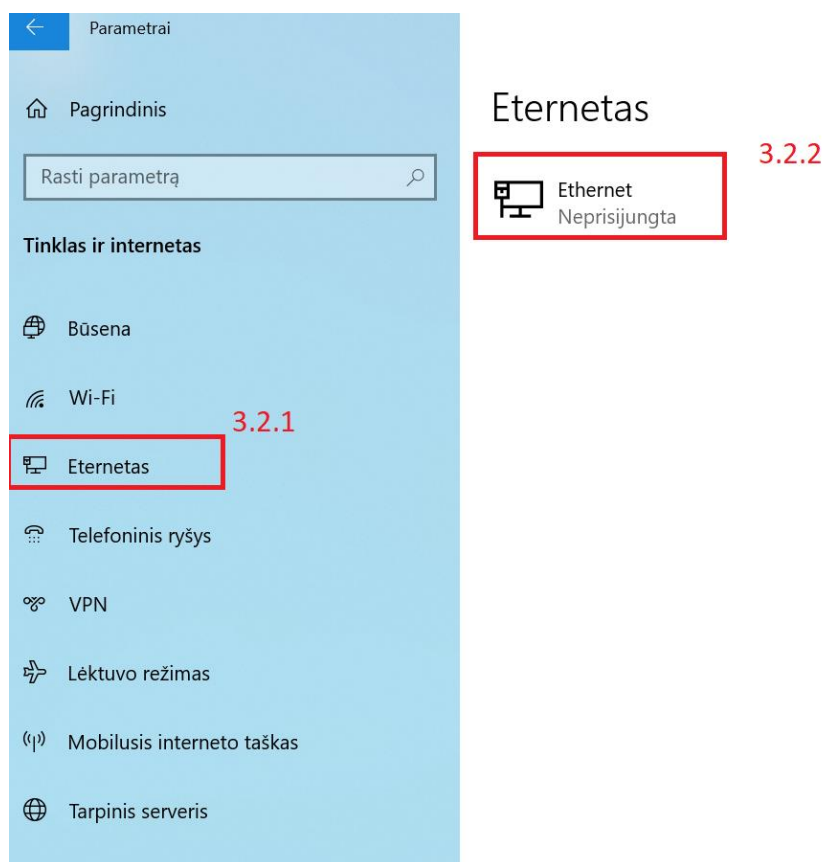 Parametrai
Pagrindinis
Rasti parametrą
Tinklas ir internetas
Būsena
Wi-Fi
3.2.1
Eternetas
Telefoninis ryšys
VPN
Lėktuvo režimas
Mobilusis interneto taškas
Tarpinis serveris
Eternetas
3.2.2
Ethernet
Neprisijungta